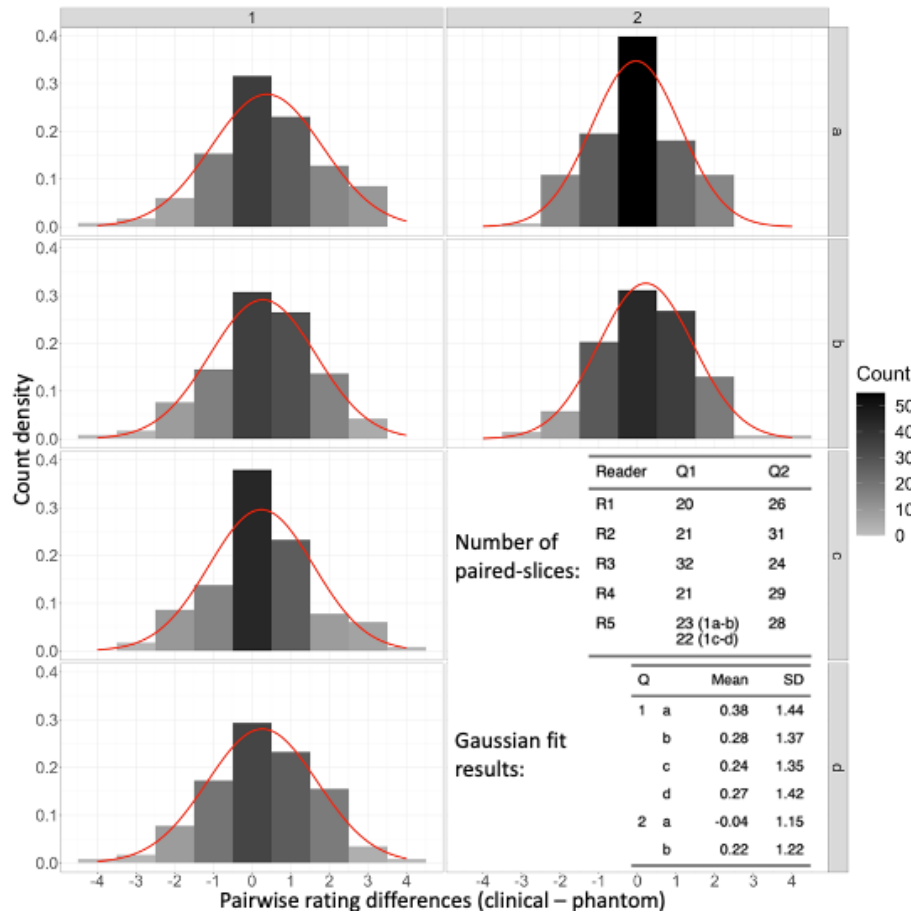 1 2
0.4
0.3
0.2
0.1
0.0
a
0.4
0.3
0.2
0.1
0.0
b
0.4
0.3
0.2
0.1
0.0
c
0.3
0.2
0.1
0.0
d
Count density
Count
50
40
30
20
10
0
Number of
paired-slices:
Reader Q1 Q2
R1 20 26
R2 21 31
R3 32 24
R4 21 29
R5 23 (1a-b) 28
22 (1c-d)
Gaussian fit
results:
Q Mean SD
1 a 0.38 1.44
b 0.28 1.37
c 0.24 1.35
d 0.27 1.42
2 a -0.04 1.15
b 0.22 1.22
-4 -3 -2 -1 0 1 2 3 4 -4 -3 -2 -1 0 1 2 3 4
Pairwise rating differences (clinical – phantom)